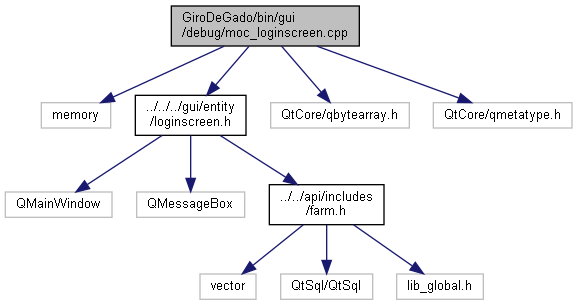 GiroDeGado/bin/gui
/debug/moc_loginscreen.cpp
memory
../../../gui/entity
/loginscreen.h
QtCore/qbytearray.h
QtCore/qmetatype.h
QMainWindow
QMessageBox
../../api/includes
/farm.h
vector
QtSql/QtSql
lib_global.h